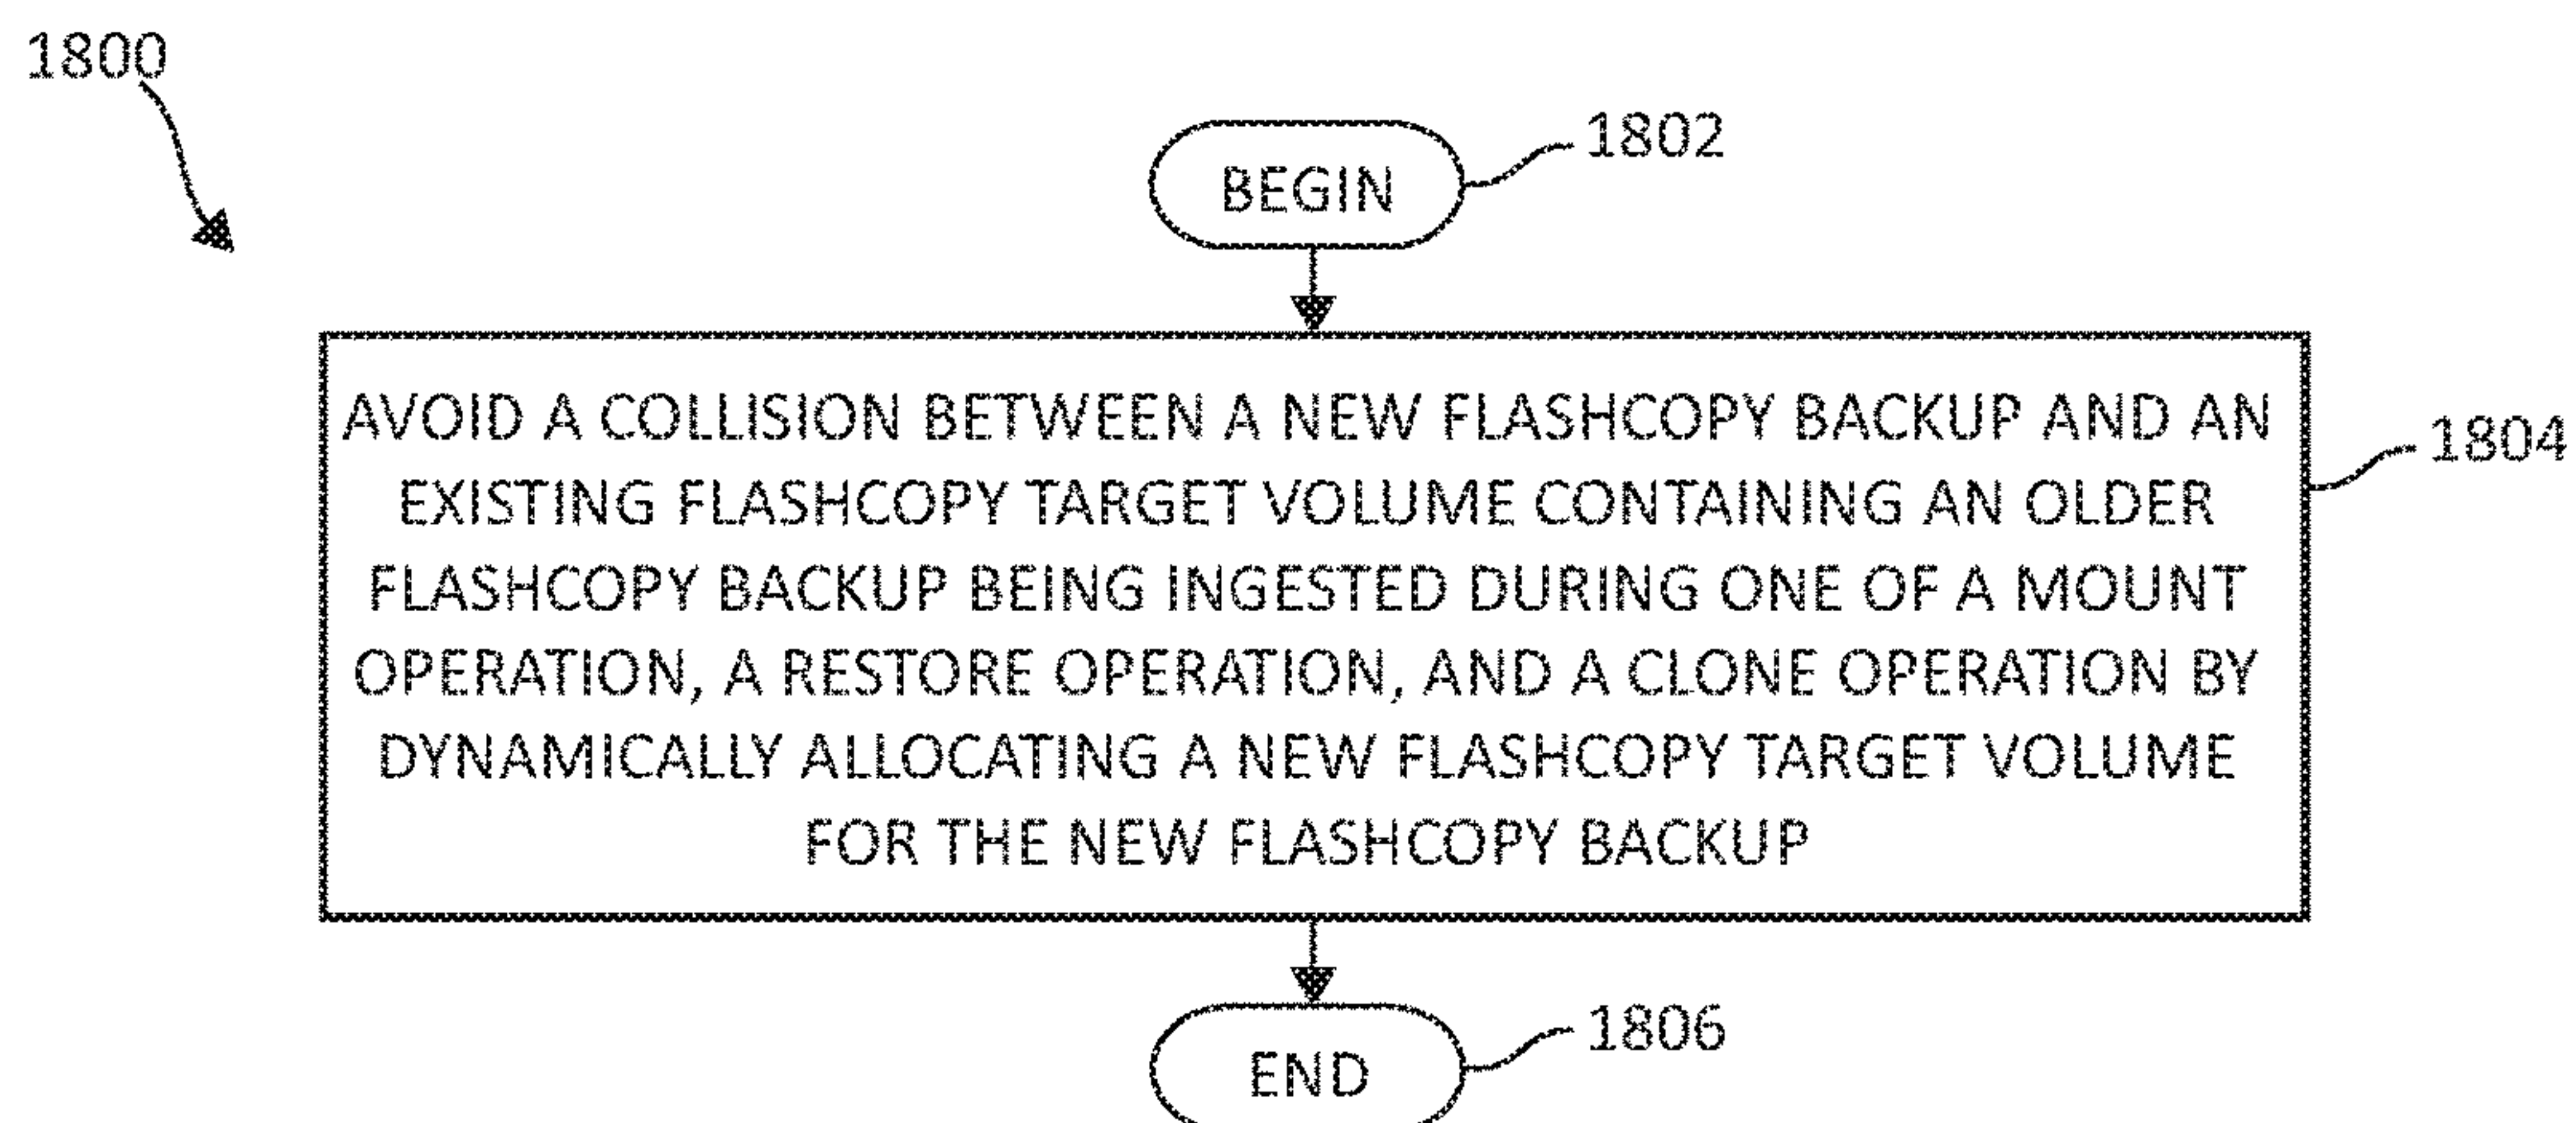 1800
BEGIN
1802
AVOID A COLLISION BETWEEN A NEW FLASHCOPY BACKUP AND AN
EXISTING FLASHCOPY TARGET VOLUME CONTAINING AN OLDER
FLASHCOPY BACKUP BEING INGESTED DURING ONE OF A MOUNT
OPERATION, A RESTORE OPERATION, AND A CLONE OPERATION BY
DYNAMICALLY ALLOCATING A NEW FLASHCOPY TARGET VOLUME
FOR THE NEW FLASHCOPY BACKUP
1804
END
1806